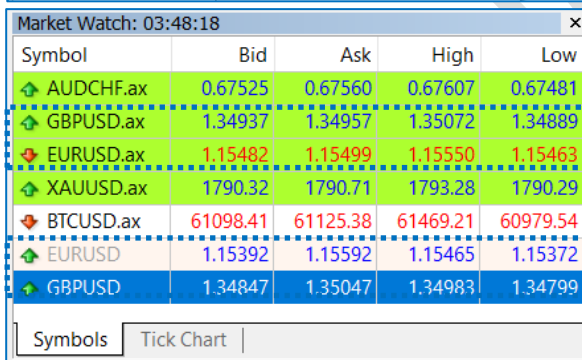 Market Watch: 03:48:18
Symbol Bid Ask High Low
AUDCHF.ax 0.67525 0.67560 0.67607 0.67481
GBPUSD.ax 1.34937 1.34957 1.35072 1.34889
EURUSD.ax 1.15482 1.15499 1.15550 1.15463
XAUUSD.ax 1790.32 1790.71 1793.28 1790.29
BTCUSD.ax 61098.41 61125.38 61469.21 60979.54
EURUSD 1.15392 1.15592 1.15465 1.15372
GBPUSD 1.34847 1.35047 1.34983 1.34799
Symbols Tick Chart